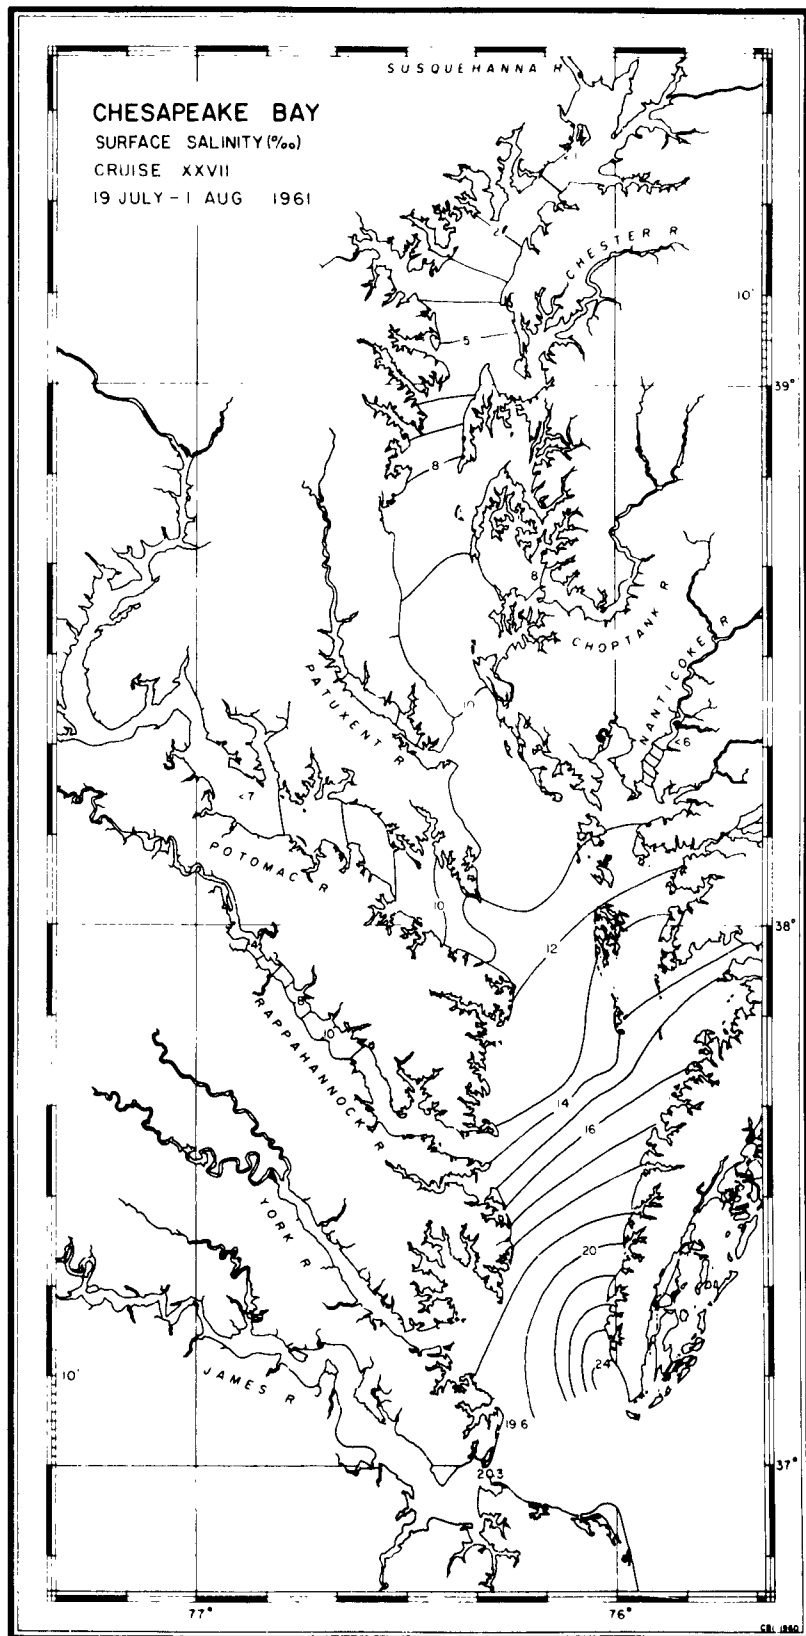 SUSQUEHANNA R
CHESAPEAKE BAY
SURFACE SALINITY (‰)
CRUISE XXVII
19 JULY - 1 AUG 1961
CHESTER R
10'
5
39°
8
8
CHOPTANK R
NANTICOKE R
PATUXENT R
10
<6
<7
POTOMAC R
10
12
38°
4
8
10
RAPPAHANNOCK R
14
16
YORK R
20
24
10'
JAMES R
19.6
20.3
37°
77°
76°
CBI 1960